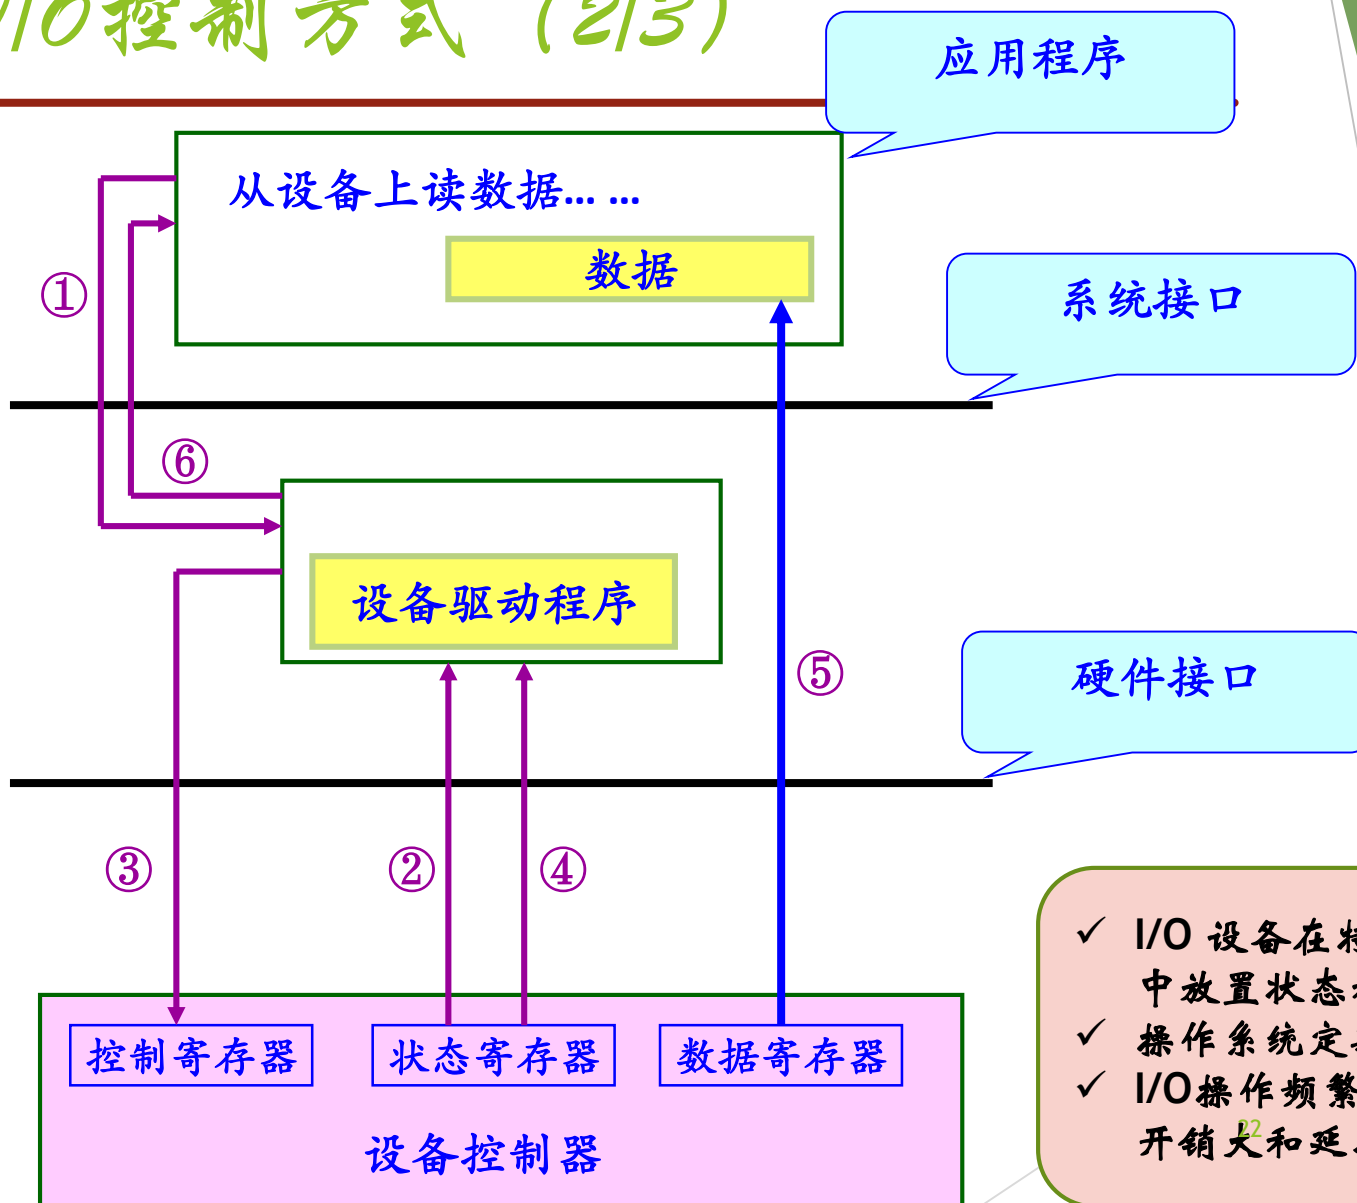 I/O控制方式（2/3）
应用程序
从设备上读数据... ...
数据
①
系统接口
⑥
设备驱动程序
⑤
硬件接口
③
②
④
✓ I/O 设备在
中放置状态
✓ 操作系统定
✓ I/O操作频繁
开销大和延
22
控制寄存器
状态寄存器
数据寄存器
设备控制器